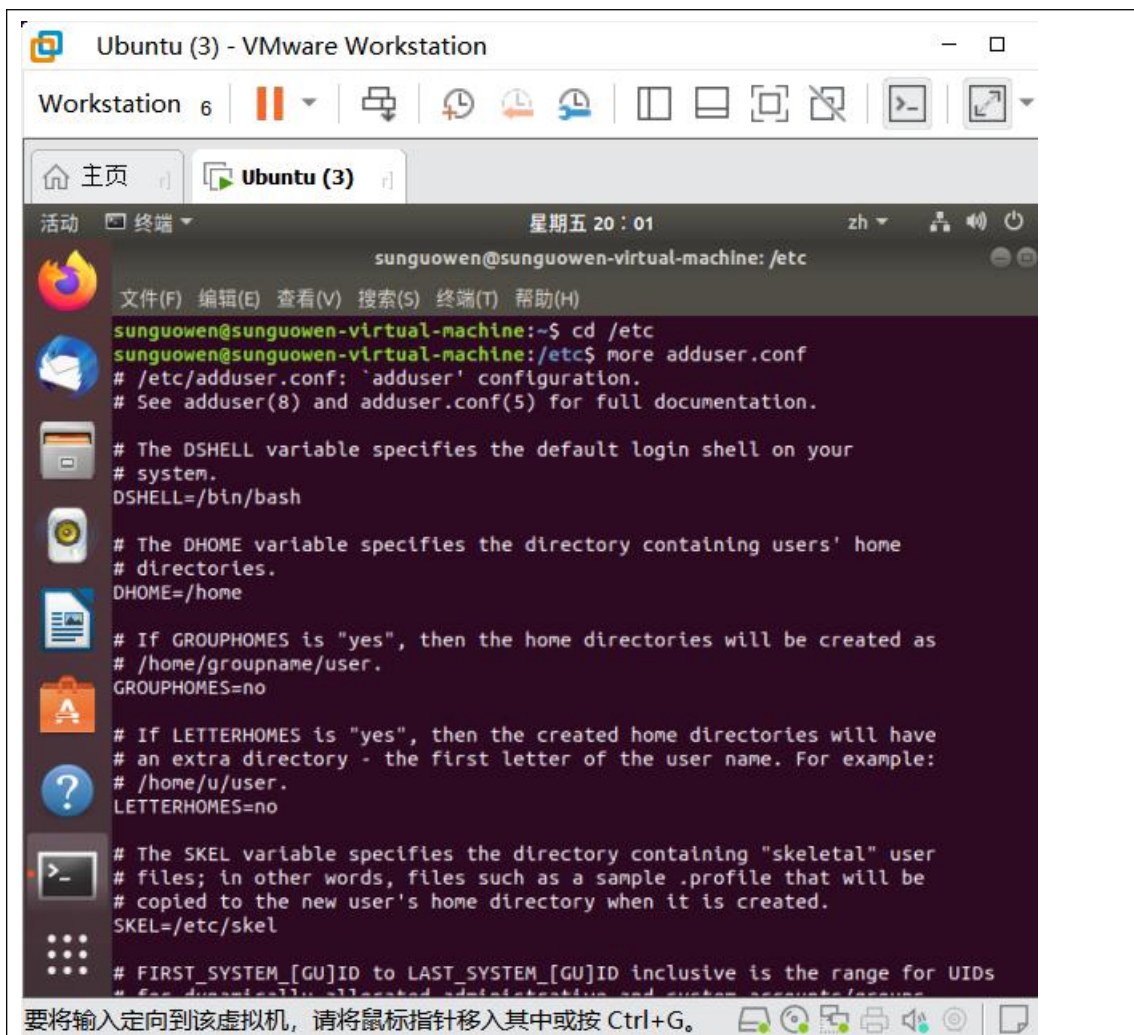 Ubuntu (3) - VMware Workstation
Workstation 6
主页
Ubuntu (3)
活动 终端 星期五 20：01 zh
sunguowen@sunguowen-virtual-machine: /etc
文件(F) 编辑(E) 查看(V) 搜索(S) 终端(T) 帮助(H)
sunguowen@sunguowen-virtual-machine:~$ cd /etc
sunguowen@sunguowen-virtual-machine:/etc$ more adduser.conf
# /etc/adduser.conf: `adduser' configuration.
# See adduser(8) and adduser.conf(5) for full documentation.
# The DSHELL variable specifies the default login shell on your
# system.
DSHELL=/bin/bash
# The DHOME variable specifies the directory containing users' home
# directories.
DHOME=/home
# If GROUPHOMES is "yes", then the home directories will be created as
# /home/groupname/user.
GROUPHOMES=no
# If LETTERHOMES is "yes", then the created home directories will have
# an extra directory - the first letter of the user name. For example:
# /home/u/user.
LETTERHOMES=no
# The SKEL variable specifies the directory containing "skeletal" user
# files; in other words, files such as a sample .profile that will be
# copied to the new user's home directory when it is created.
SKEL=/etc/skel
# FIRST_SYSTEM_[GU]ID to LAST_SYSTEM_[GU]ID inclusive is the range for UIDs
要将输入定向到该虚拟机，请将鼠标指针移入其中或按 Ctrl+G。